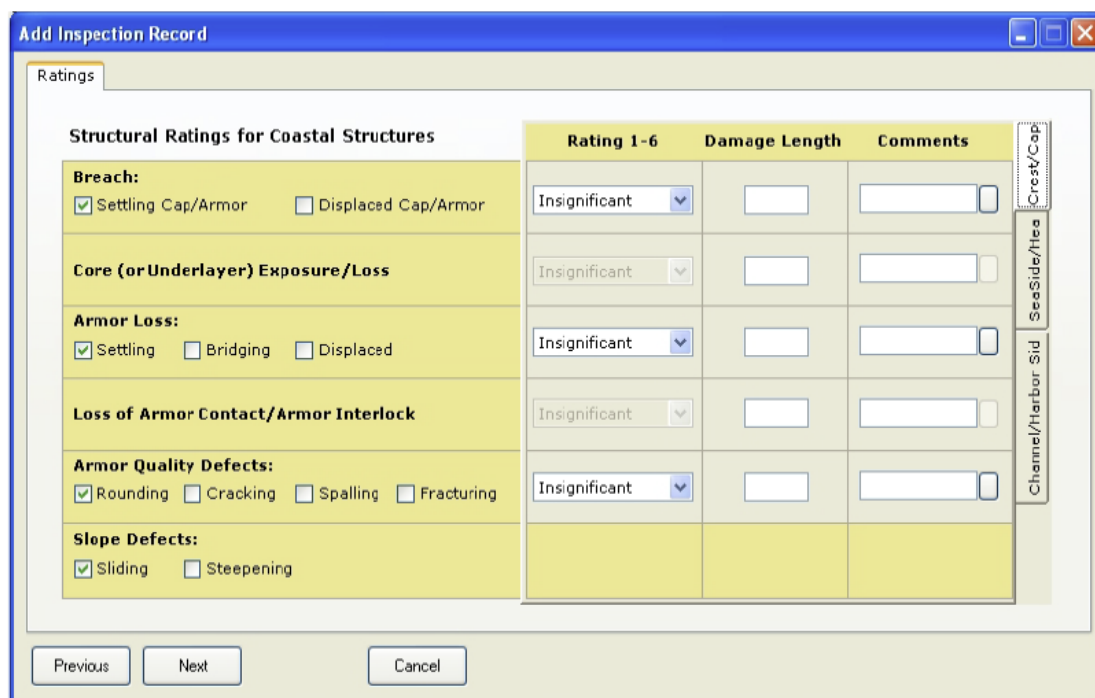 Add Inspection Record
Ratings
Structural Ratings for Coastal Structures
Rating 1-6 Damage Length Comments
Breach:
Settling Cap/Armor Displaced Cap/Armor
Insignificant
Core (or Underlayer) Exposure/Loss
Insignificant
Armor Loss:
Settling Bridging Displaced
Insignificant
Loss of Armor Contact/Armor Interlock
Insignificant
Armor Quality Defects:
Rounding Cracking Spalling Fracturing
Insignificant
Slope Defects:
Sliding Steepening
Crest/Cap
SeaSide/Hea
Channel/Harbor Sid
Previous Next Cancel